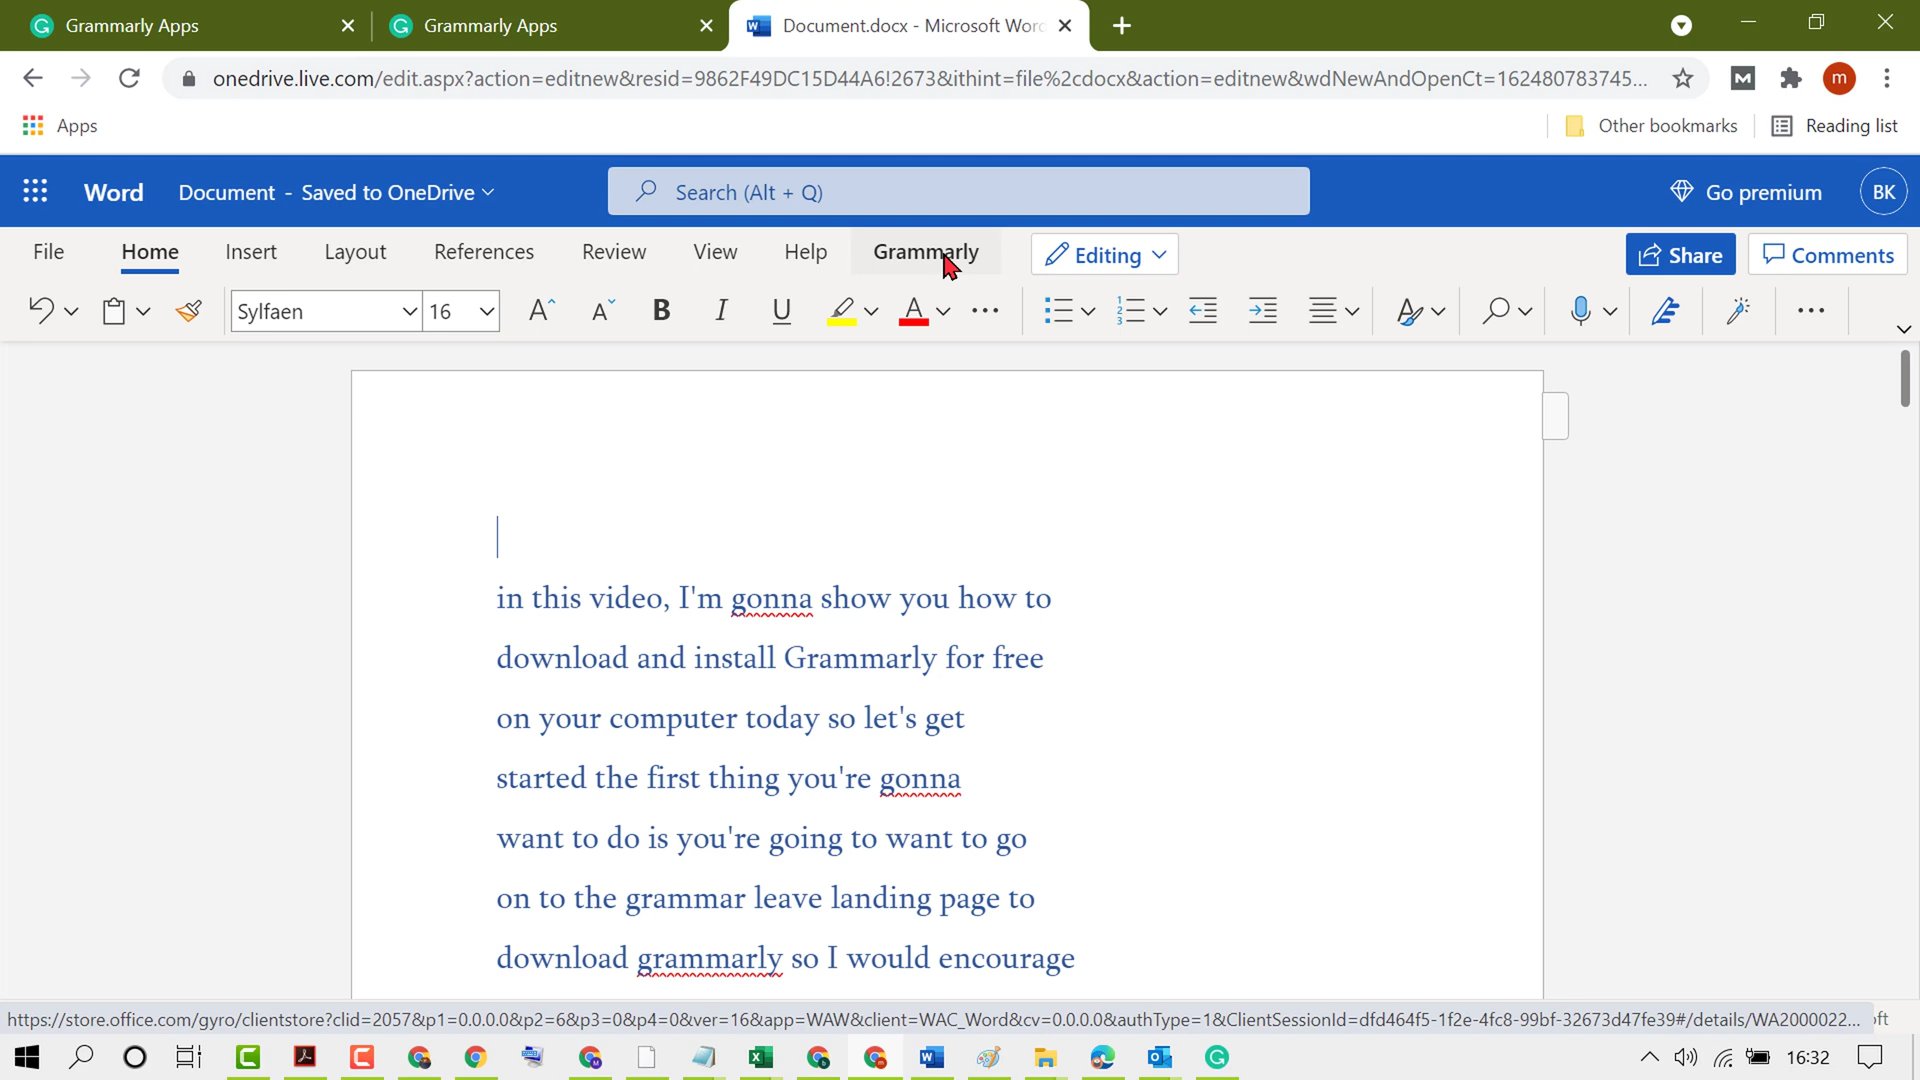 Grammarly Apps
Grammarly Apps
Document.docx - Microsoft Word
onedrive.live.com/edit.aspx?action=editnew&resid=9862F49DC15D44A6!2673&ithint=file%2cdocx&action=editnew&wdNewAndOpenCt=162480783745...
M
m
Apps
Other bookmarks
Reading list
Word
Document - Saved to OneDrive
Search (Alt + Q)
Go premium
BK
File
Home
Insert
Layout
References
Review
View
Help
Grammarly
Editing
Share
Comments
Sylfaen
16
in this video, I'm gonna show you how to
download and install Grammarly for free
on your computer today so let's get
started the first thing you're gonna
want to do is you're going to want to go
on to the grammar leave landing page to
download grammarly so I would encourage
https://store.office.com/gyro/clientstore?clid=2057&p1=0.0.0.0&p2=6&p3=0&p4=0&ver=16&app=WAW&client=WAC_Word&cv=0.0.0.0&authType=1&ClientSessionId=dfd464f5-1f2e-4fc8-99bf-32673d47fe39#/details/WA2000022...
16:32